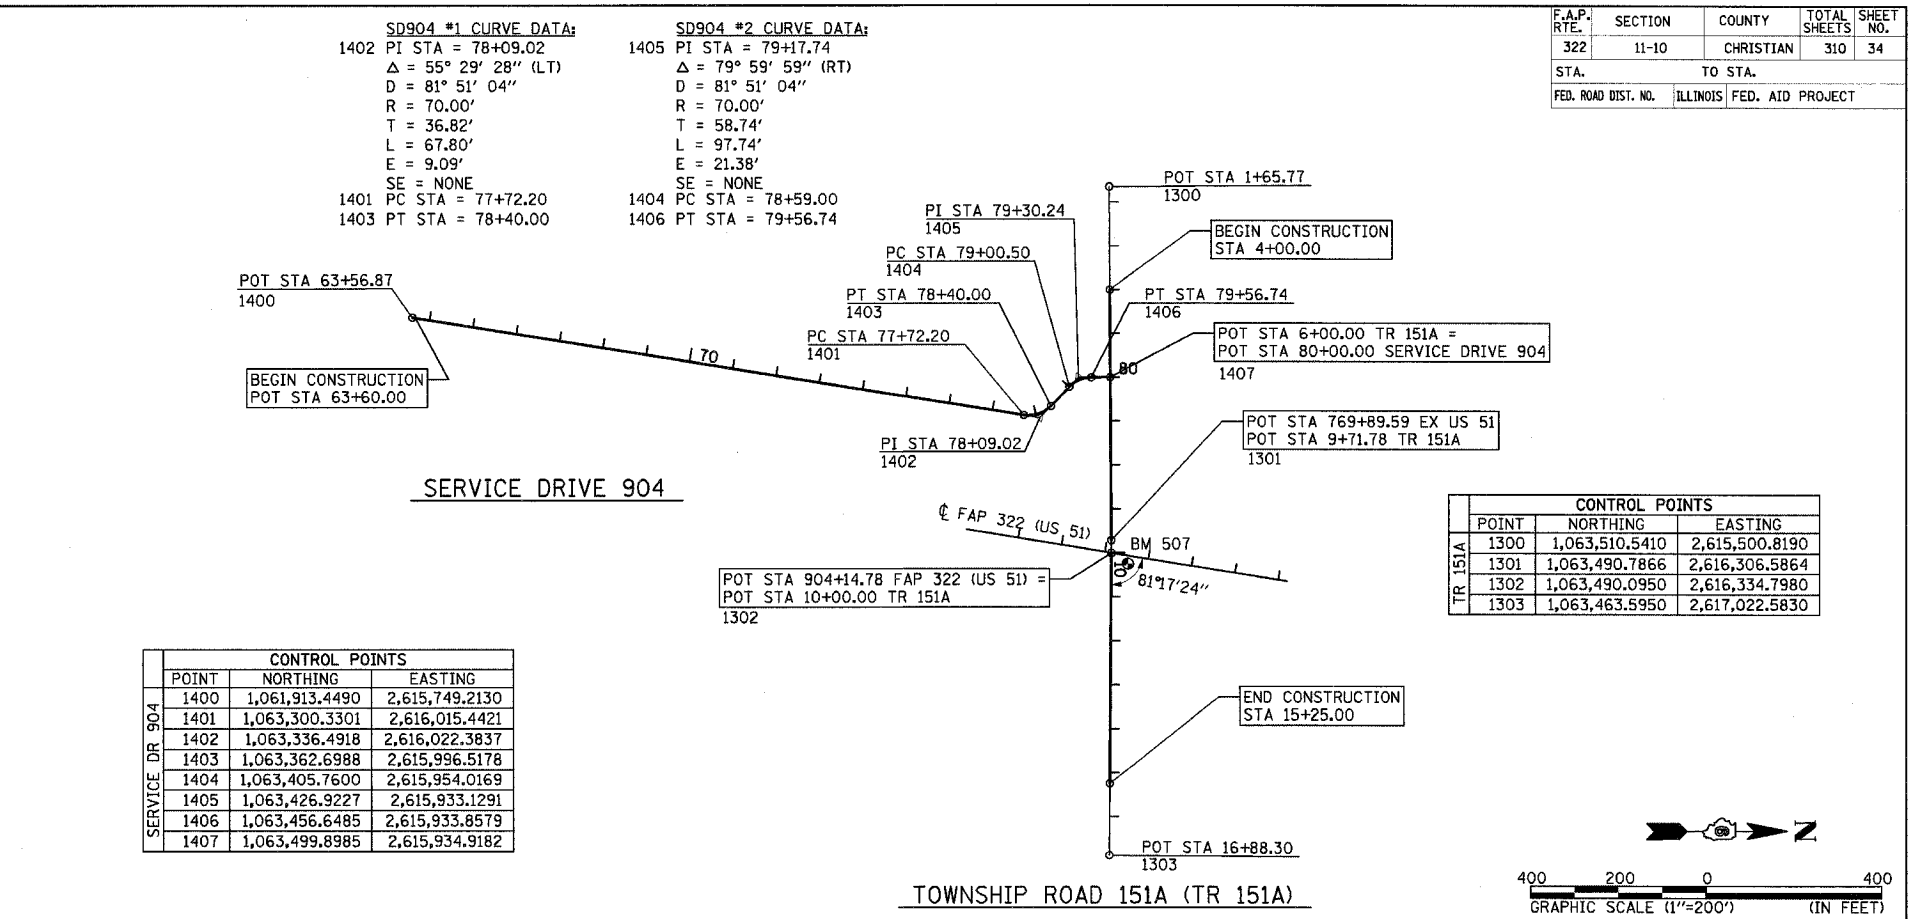 SD904 #1 CURVE DATA:
1402 PI STA = 78+09.02
Δ = 55° 29' 28" (LT)
D = 81° 51' 04"
R = 70.00'
T = 36.82'
L = 67.80'
E = 9.09'
SE = NONE
1401 PC STA = 77+72.20
1403 PT STA = 78+40.00
SD904 #2 CURVE DATA:
1405 PI STA = 79+17.74
Δ = 79° 59' 59" (RT)
D = 81° 51' 04"
R = 70.00'
T = 58.74'
L = 97.74'
E = 21.38'
SE = NONE
1404 PC STA = 78+59.00
1406 PT STA = 79+56.74
F.A.P. RTE. SECTION COUNTY TOTAL SHEETS SHEET NO.
322 11-10 CHRISTIAN 310 34
STA. TO STA.
FED. ROAD DIST. NO. ILLINOIS FED. AID PROJECT
POT STA 1+65.77
1300
PI STA 79+30.24
1405
BEGIN CONSTRUCTION
STA 4+00.00
PC STA 79+00.50
1404
POT STA 63+56.87
1400
PT STA 78+40.00
1403
PT STA 79+56.74
1406
PC STA 77+72.20
1401
POT STA 6+00.00 TR 151A =
POT STA 80+00.00 SERVICE DRIVE 904
1407
70
80
BEGIN CONSTRUCTION
POT STA 63+60.00
PI STA 78+09.02
1402
POT STA 769+89.59 EX US 51
POT STA 9+71.78 TR 151A
1301
SERVICE DRIVE 904
℄ FAP 322 (US 51)
BM 507
10
81°17'24"
POT STA 904+14.78 FAP 322 (US 51) =
POT STA 10+00.00 TR 151A
1302
TR 151A
CONTROL POINTS
POINT NORTHING EASTING
1300 1,063,510.5410 2,615,500.8190
1301 1,063,490.7866 2,616,306.5864
1302 1,063,490.0950 2,616,334.7980
1303 1,063,463.5950 2,617,022.5830
SERVICE DR 904
CONTROL POINTS
POINT NORTHING EASTING
1400 1,061,913.4490 2,615,749.2130
1401 1,063,300.3301 2,616,015.4421
1402 1,063,336.4918 2,616,022.3837
1403 1,063,362.6988 2,615,996.5178
1404 1,063,405.7600 2,615,954.0169
1405 1,063,426.9227 2,615,933.1291
1406 1,063,456.6485 2,615,933.8579
1407 1,063,499.8985 2,615,934.9182
END CONSTRUCTION
STA 15+25.00
POT STA 16+88.30
1303
TOWNSHIP ROAD 151A (TR 151A)
N
400 200 0 400
GRAPHIC SCALE (1"=200') (IN FEET)